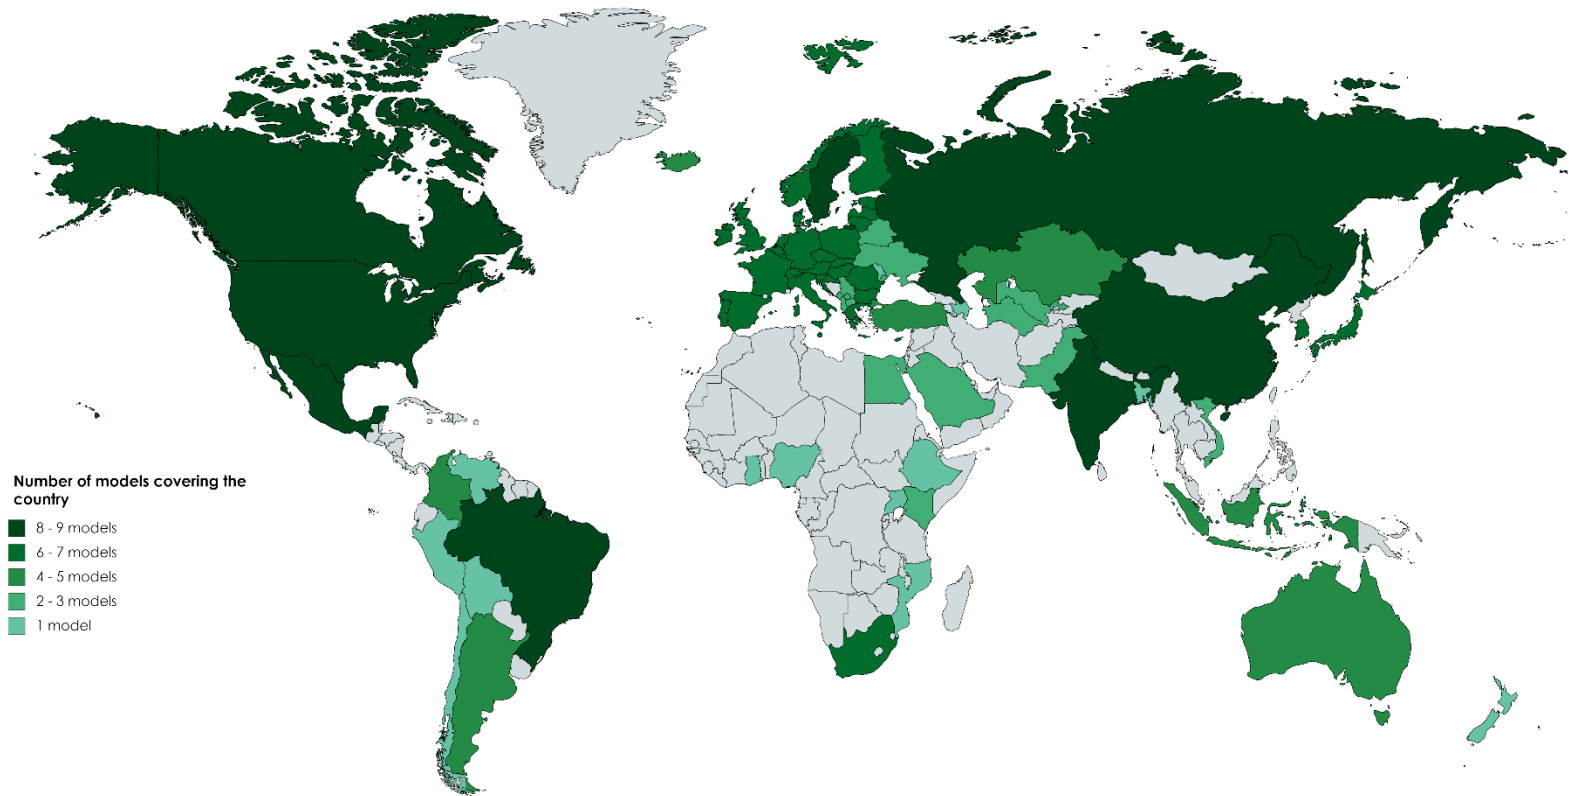 Number of models covering the
country
8 - 9 models
6 - 7 models
4 - 5 models
2 - 3 models
1 model